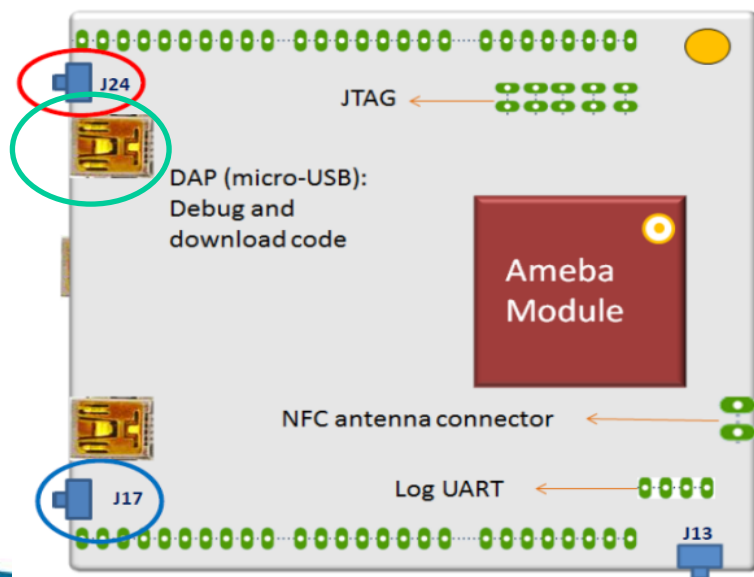 J24
JTAG
DAP (micro-USB):
Debug and
download code
Ameba
Module
NFC antenna connector
Log UART
J17
J13